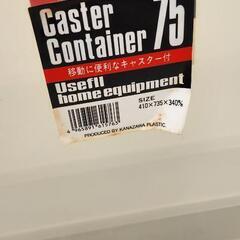 Caster
Container 75
移動に便利なキャスター付
Usefll
home equipment
SIZE
410×735×340%
4965891615763
PRODUCED BY KANAZAWA PLASTIC